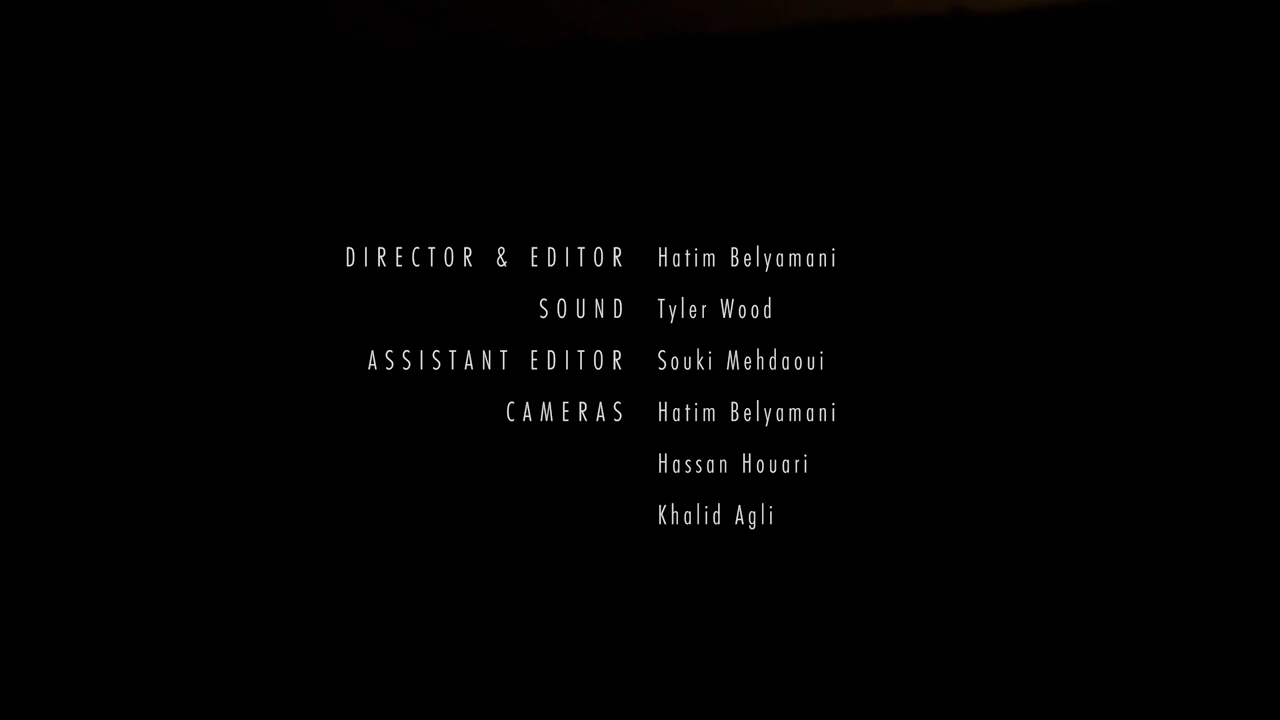 DIRECTOR & EDITOR Hatim Belyamani
SOUND Tyler Wood
ASSISTANT EDITOR Souki Mehdaoui
CAMERAS Hatim Belyamani
Hassan Houari
Khalid Agli